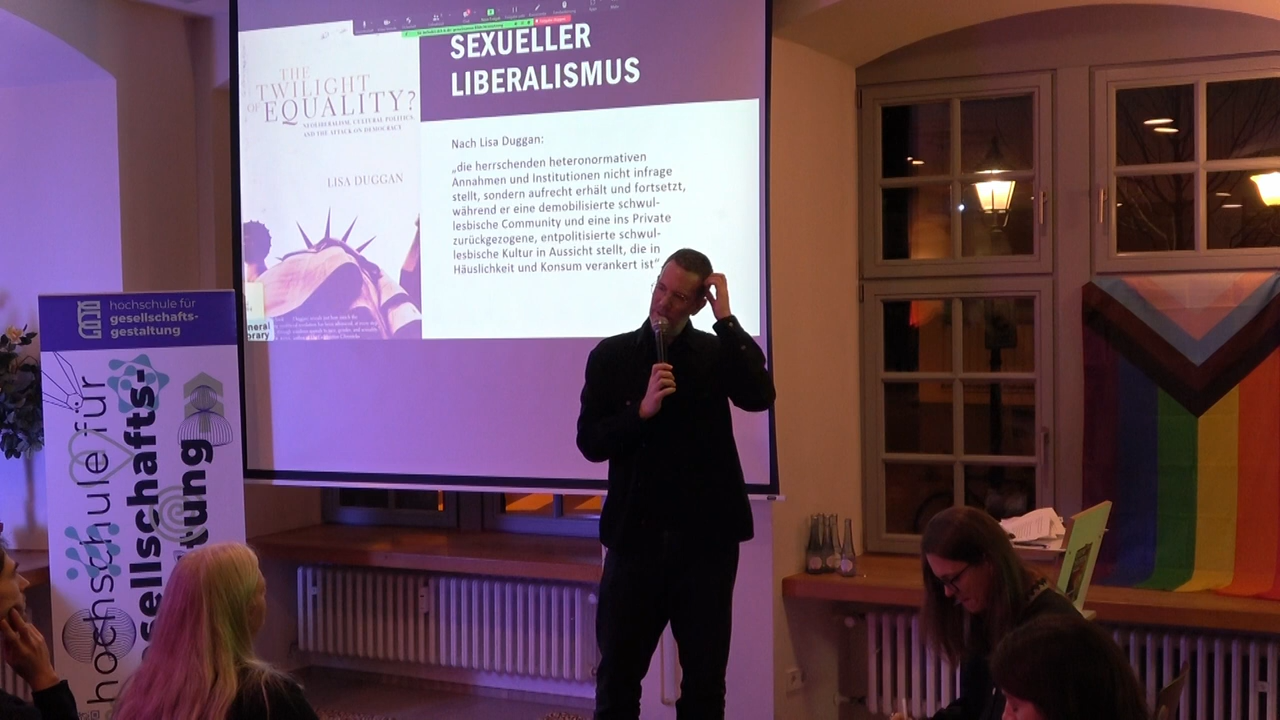 THE
TWILIGHT
OF EQUALITY?
NEOLIBERALISM, CULTURAL POLITICS,
AND THE ATTACK ON DEMOCRACY
LISA DUGGAN
SEXUELLER
LIBERALISMUS
Nach Lisa Duggan:
„die herrschenden heteronormativen
Annahmen und Institutionen nicht infrage
stellt, sondern aufrecht erhält und fortsetzt,
während er eine demobilisierte schwul-
lesbische Community und eine ins Private
zurückgezogene, entpolitisierte schwul-
lesbische Kultur in Aussicht stellt, die in
Häuslichkeit und Konsum verankert ist“
hochschule für
gesellschafts-
gestaltung
hochschule für
esellschafts-
tung